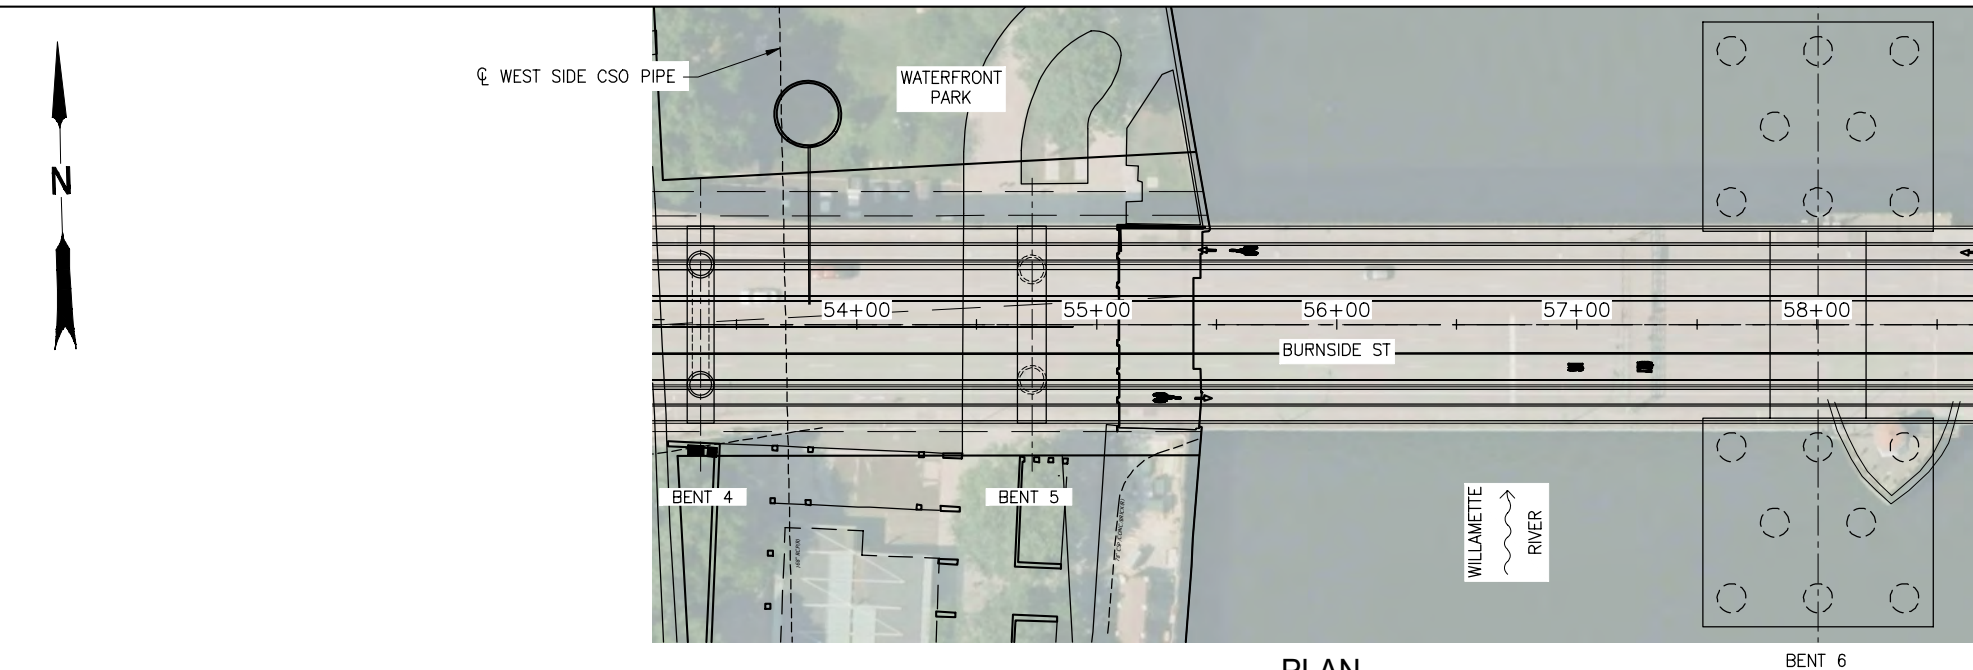 ℄ WEST SIDE CSO PIPE
WATERFRONT
PARK
N
54+00
55+00
56+00
57+00
58+00
BURNSIDE ST
BENT 4
BENT 5
WILLAMETTE
RIVER
PLAN
BENT 6